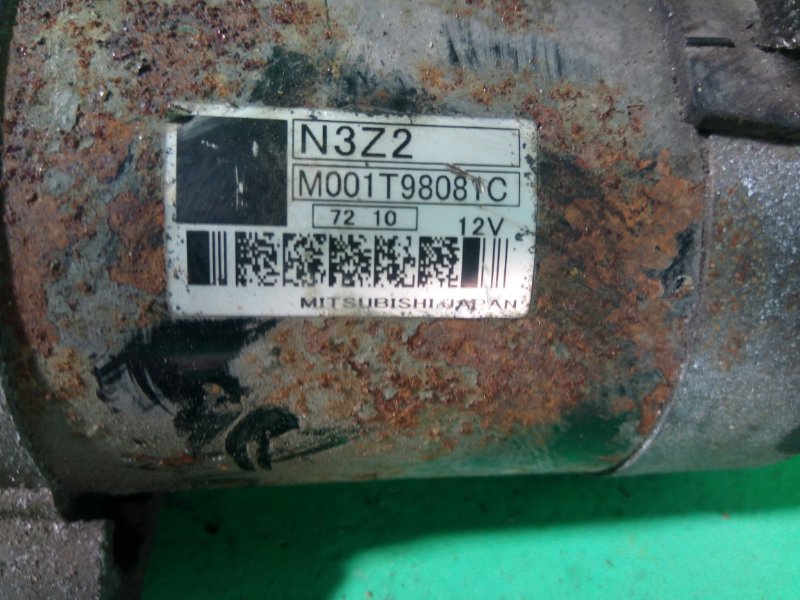 N3Z2
M001T98081C
72 10
12V
MITSUBISHI JAPAN